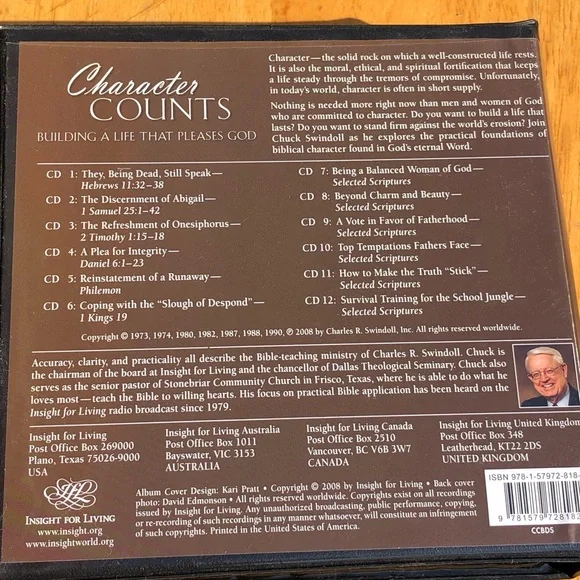 Character
COUNTS
BUILDING A LIFE THAT PLEASES GOD
Character—the solid rock on which a well-constructed life rests.
It is also the moral, ethical, and spiritual fortification that keeps
a life steady through the tremors of compromise. Unfortunately,
in today's world, character is often in short supply.
Nothing is needed more right now than men and women of God
who are committed to character. Do you want to build a life that
lasts? Do you want to stand firm against the world's erosion? Join
Chuck Swindoll as he explores the practical foundations of
biblical character found in God's eternal Word.
CD 1: They, Being Dead, Still Speak—
Hebrews 11:32–38
CD 2: The Discernment of Abigail—
1 Samuel 25:1–42
CD 3: The Refreshment of Onesiphorus—
2 Timothy 1:15–18
CD 4: A Plea for Integrity—
Daniel 6:1–23
CD 5: Reinstatement of a Runaway—
Philemon
CD 6: Coping with the “Slough of Despond”—
1 Kings 19
CD 7: Being a Balanced Woman of God—
Selected Scriptures
CD 8: Beyond Charm and Beauty—
Selected Scriptures
CD 9: A Vote in Favor of Fatherhood—
Selected Scriptures
CD 10: Top Temptations Fathers Face—
Selected Scriptures
CD 11: How to Make the Truth “Stick”—
Selected Scriptures
CD 12: Survival Training for the School Jungle—
Selected Scriptures
Copyright © 1973, 1974, 1980, 1982, 1987, 1988, 1990, ℗ 2008 by Charles R. Swindoll, Inc. All rights reserved worldwide.
Accuracy, clarity, and practicality all describe the Bible-teaching ministry of Charles R. Swindoll. Chuck is
the chairman of the board at Insight for Living and the chancellor of Dallas Theological Seminary. Chuck also
serves as the senior pastor of Stonebriar Community Church in Frisco, Texas, where he is able to do what he
loves most—teach the Bible to willing hearts. His focus on practical Bible application has been heard on the
Insight for Living radio broadcast since 1979.
Insight for Living
Post Office Box 269000
Plano, Texas 75026-9000
USA
Insight for Living Australia
Post Office Box 1011
Bayswater, VIC 3153
AUSTRALIA
Insight for Living Canada
Post Office Box 2510
Vancouver, BC V6B 3W7
CANADA
Insight for Living United Kingdom
Post Office Box 348
Leatherhead, KT22 2DS
UNITED KINGDOM
IFL
INSIGHT FOR LIVING
www.insight.org
www.insightworld.org
Album Cover Design: Kari Pratt • Copyright © 2008 by Insight for Living • Back cover
photo: David Edmonson • All rights reserved worldwide. Copyrights exist on all recordings
issued by Insight for Living. Any unauthorized broadcasting, public performance, copying,
or re-recording of such recordings in any manner whatsoever, will constitute an infringement
of such copyrights. Printed in the United States of America.
ISBN 978-1-57972-818-
9 781579 728182
CCBDS